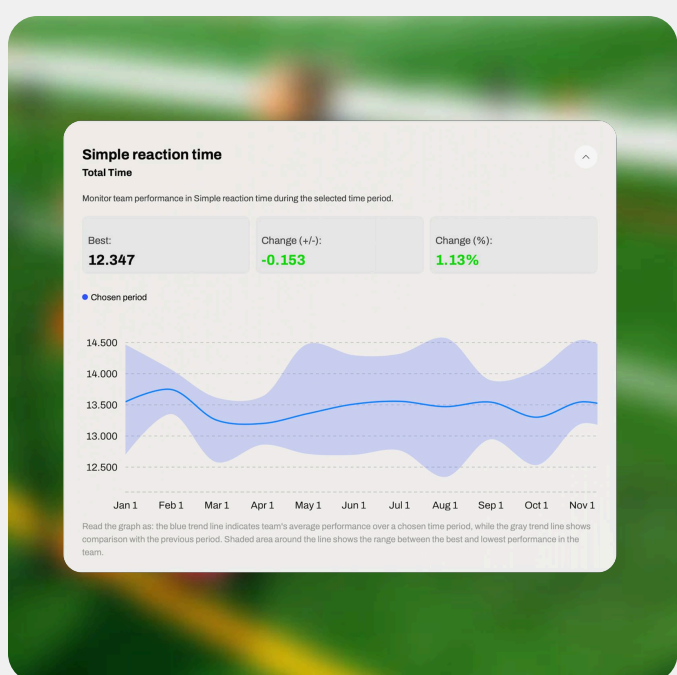 Simple reaction time
Total Time
Monitor team performance in Simple reaction time during the selected time period.
Best:
12.347
Change (+/-):
-0.153
Change (%):
1.13%
Chosen period
14.500
14.000
13.500
13.000
12.500
Jan 1 Feb 1 Mar 1 Apr 1 May 1 Jun 1 Jul 1 Aug 1 Sep 1 Oct 1 Nov 1
Read the graph as: the blue trend line indicates team's average performance over a chosen time period, while the gray trend line shows
comparison with the previous period. Shaded area around the line shows the range between the best and lowest performance in the
team.